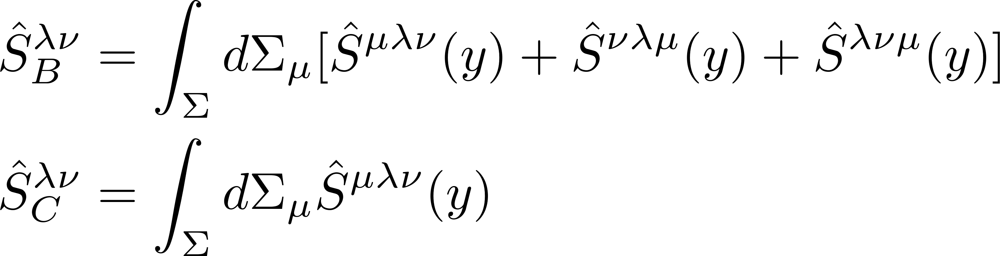 \hat{S}_B^{\lambda\nu} = \int_\Sigma d\Sigma_\mu [\hat{S}^{\mu\lambda\nu}(y) + \hat{S}^{\nu\lambda\mu}(y) + \hat{S}^{\lambda\nu\mu}(y)]
\hat{S}_C^{\lambda\nu} = \int_\Sigma d\Sigma_\mu \hat{S}^{\mu\lambda\nu}(y)